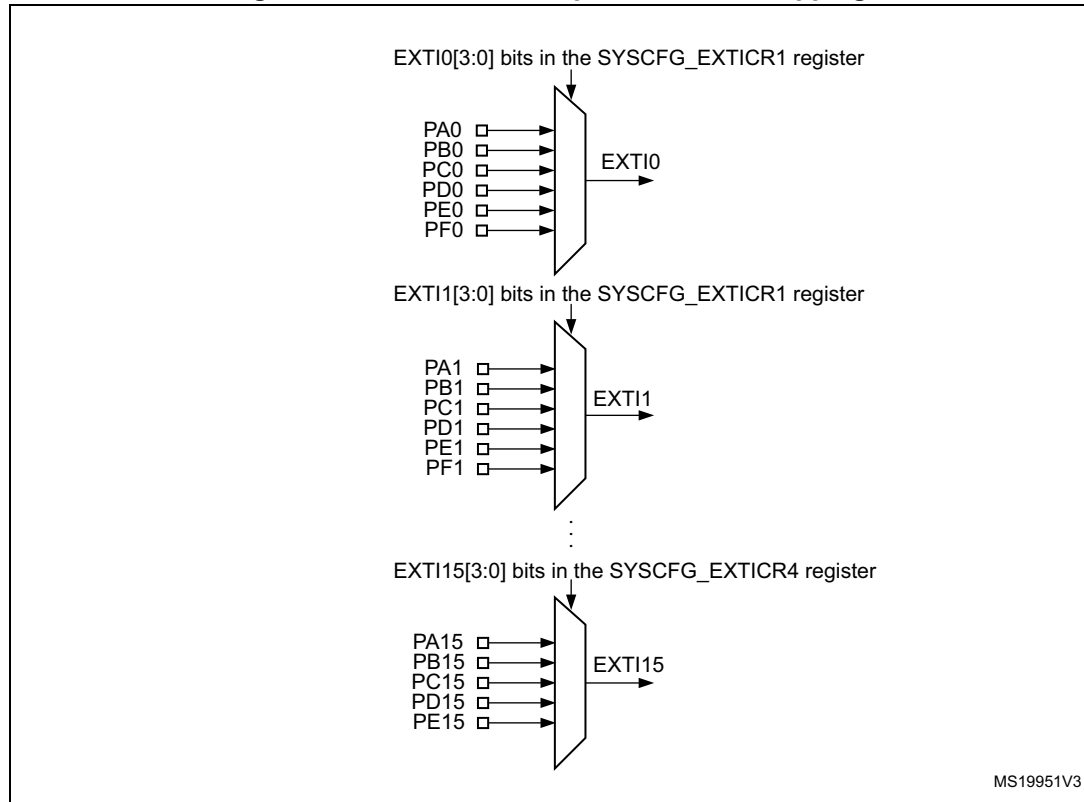 EXTI0[3:0] bits in the SYSCFG_EXTICR1 register
PA0
PB0
PC0
PD0
PE0
PF0
EXTI0
EXTI1[3:0] bits in the SYSCFG_EXTICR1 register
PA1
PB1
PC1
PD1
PE1
PF1
EXTI1
EXTI15[3:0] bits in the SYSCFG_EXTICR4 register
PA15
PB15
PC15
PD15
PE15
EXTI15
MS19951V3